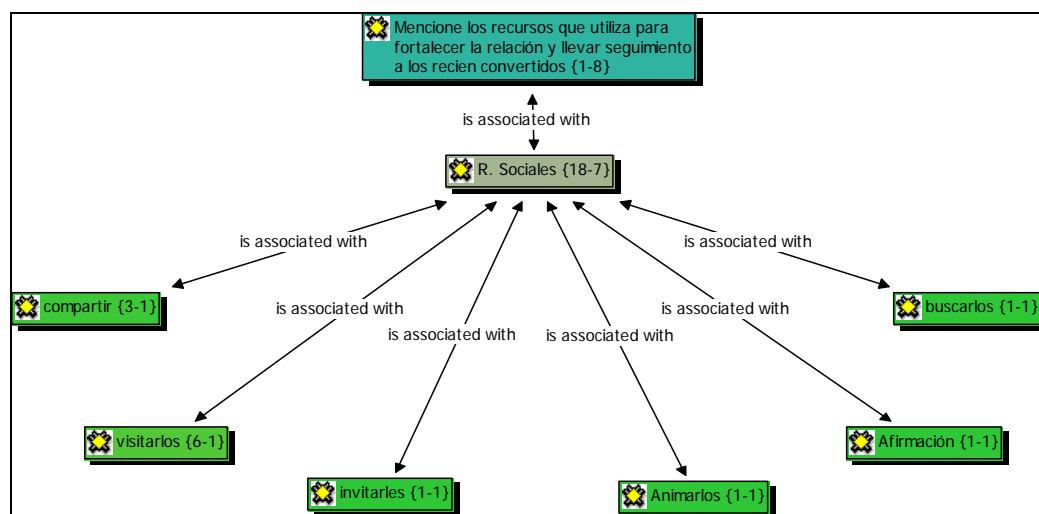 Mencione los recursos que utiliza para
fortalecer la relación y llevar seguimiento
a los recien convertidos {1-8}
is associated with
R. Sociales {18-7}
is associated with
is associated with
compartir {3-1}
buscarlos {1-1}
is associated with
is associated with
is associated with
is associated with
visitarlos {6-1}
Afirmación {1-1}
invitarles {1-1}
Animarlos {1-1}